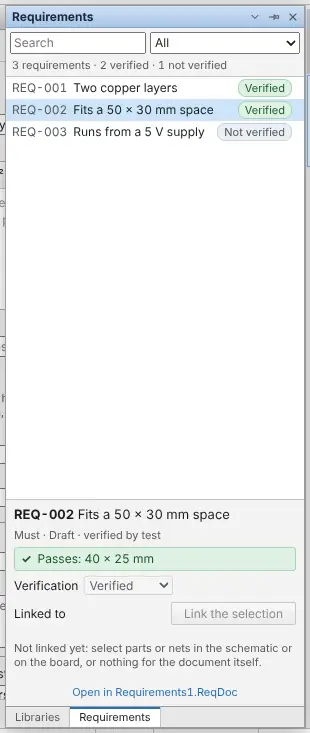 Requirements
Search
All
3 requirements · 2 verified · 1 not verified
REQ-001 Two copper layers Verified
REQ-002 Fits a 50 × 30 mm space Verified
REQ-003 Runs from a 5 V supply Not verified
REQ-002 Fits a 50 × 30 mm space
Must · Draft · verified by test
✓ Passes: 40 × 25 mm
Verification Verified
Linked to Link the selection
Not linked yet: select parts or nets in the schematic or
on the board, or nothing for the document itself.
Open in Requirements1.ReqDoc
Libraries Requirements